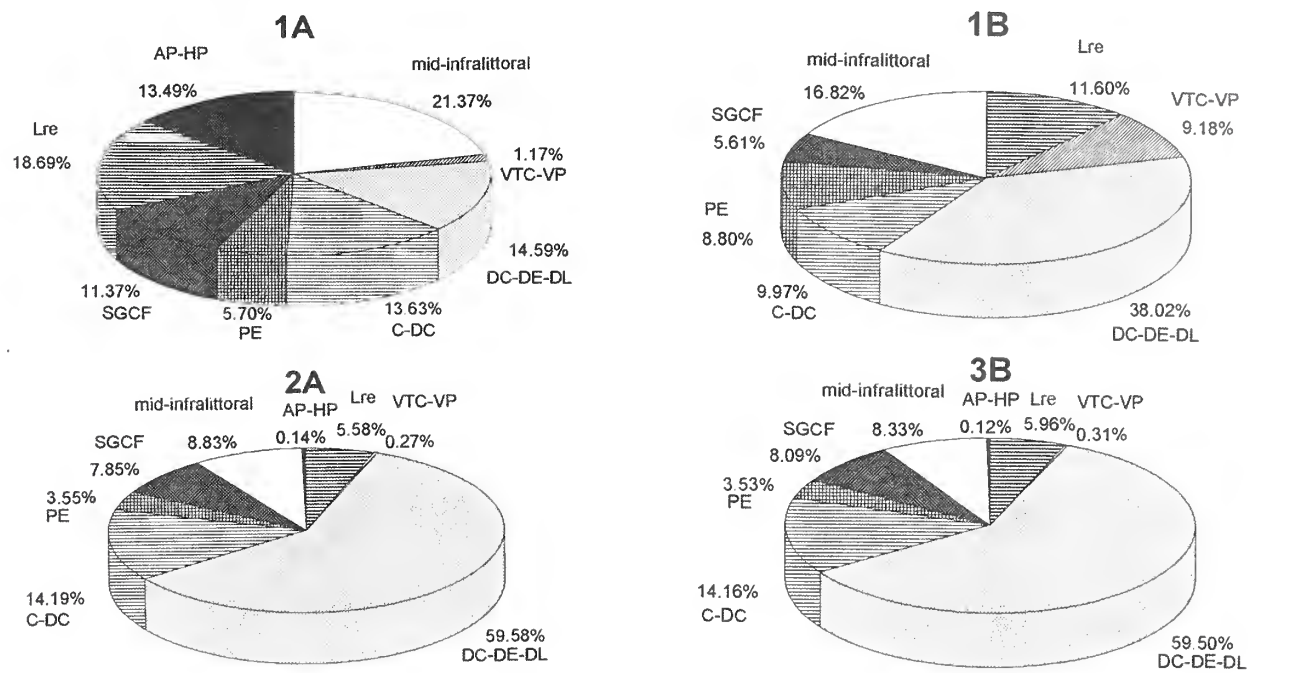 1A
AP-HP
13.49%
mid-infralittoral
21.37%
Lre
18.69%
1.17%
VTC-VP
14.59%
DC-DE-DL
11.37%
SGCF
5.70%
PE
13.63%
C-DC
1B
mid-infralittoral
16.82%
Lre
11.60%
VTC-VP
9.18%
SGCF
5.61%
PE
8.80%
9.97%
C-DC
38.02%
DC-DE-DL
2A
mid-infralittoral
8.83%
AP-HP
0.14%
Lre
5.58%
VTC-VP
0.27%
SGCF
7.85%
3.55%
PE
14.19%
C-DC
59.58%
DC-DE-DL
3B
mid-infralittoral
8.33%
AP-HP
0.12%
Lre
5.96%
VTC-VP
0.31%
SGCF
8.09%
3.53%
PE
14.16%
C-DC
59.50%
DC-DE-DL